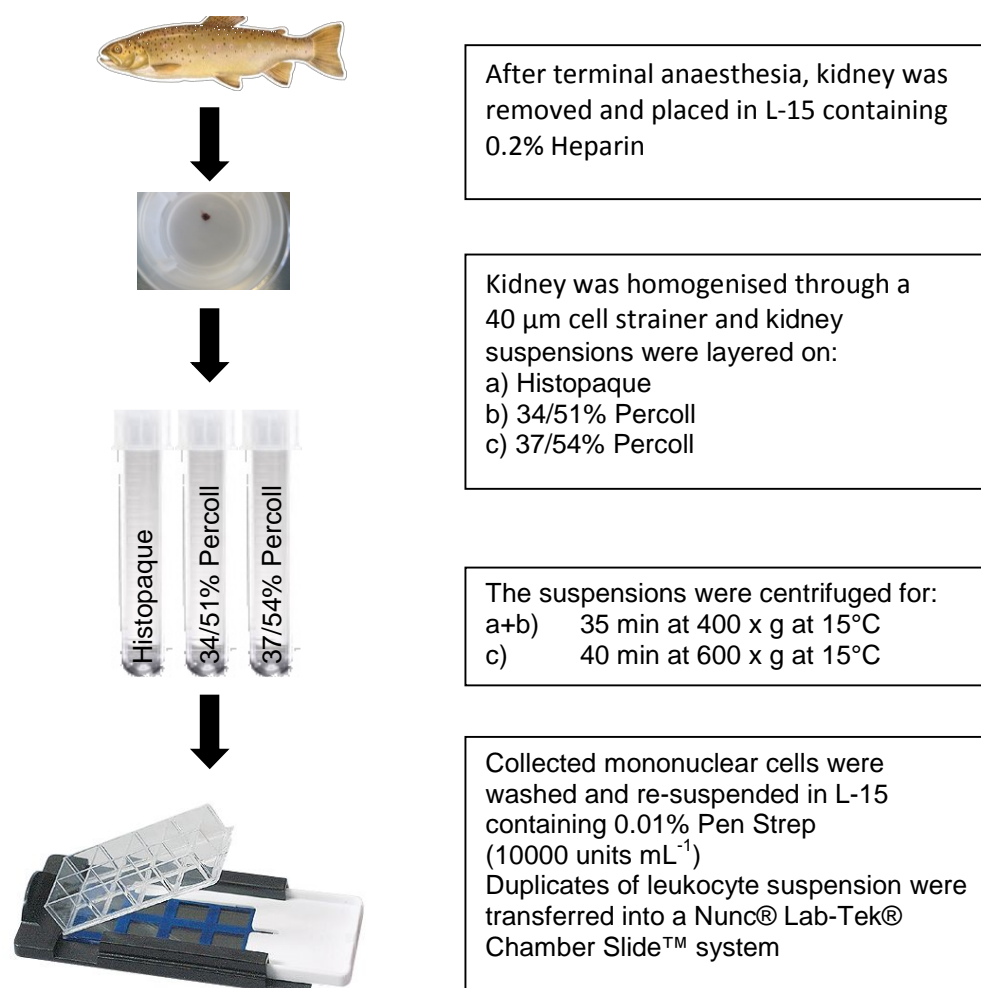 After terminal anaesthesia, kidney was
removed and placed in L-15 containing
0.2% Heparin
Kidney was homogenised through a
40 µm cell strainer and kidney
suspensions were layered on:
a) Histopaque
b) 34/51% Percoll
c) 37/54% Percoll
Histopaque
34/51% Percoll
37/54% Percoll
The suspensions were centrifuged for:
a+b) 35 min at 400 x g at 15°C
c) 40 min at 600 x g at 15°C
Collected mononuclear cells were
washed and re-suspended in L-15
containing 0.01% Pen Strep
(10000 units mL⁻¹)
Duplicates of leukocyte suspension were
transferred into a Nunc® Lab-Tek®
Chamber Slide™ system